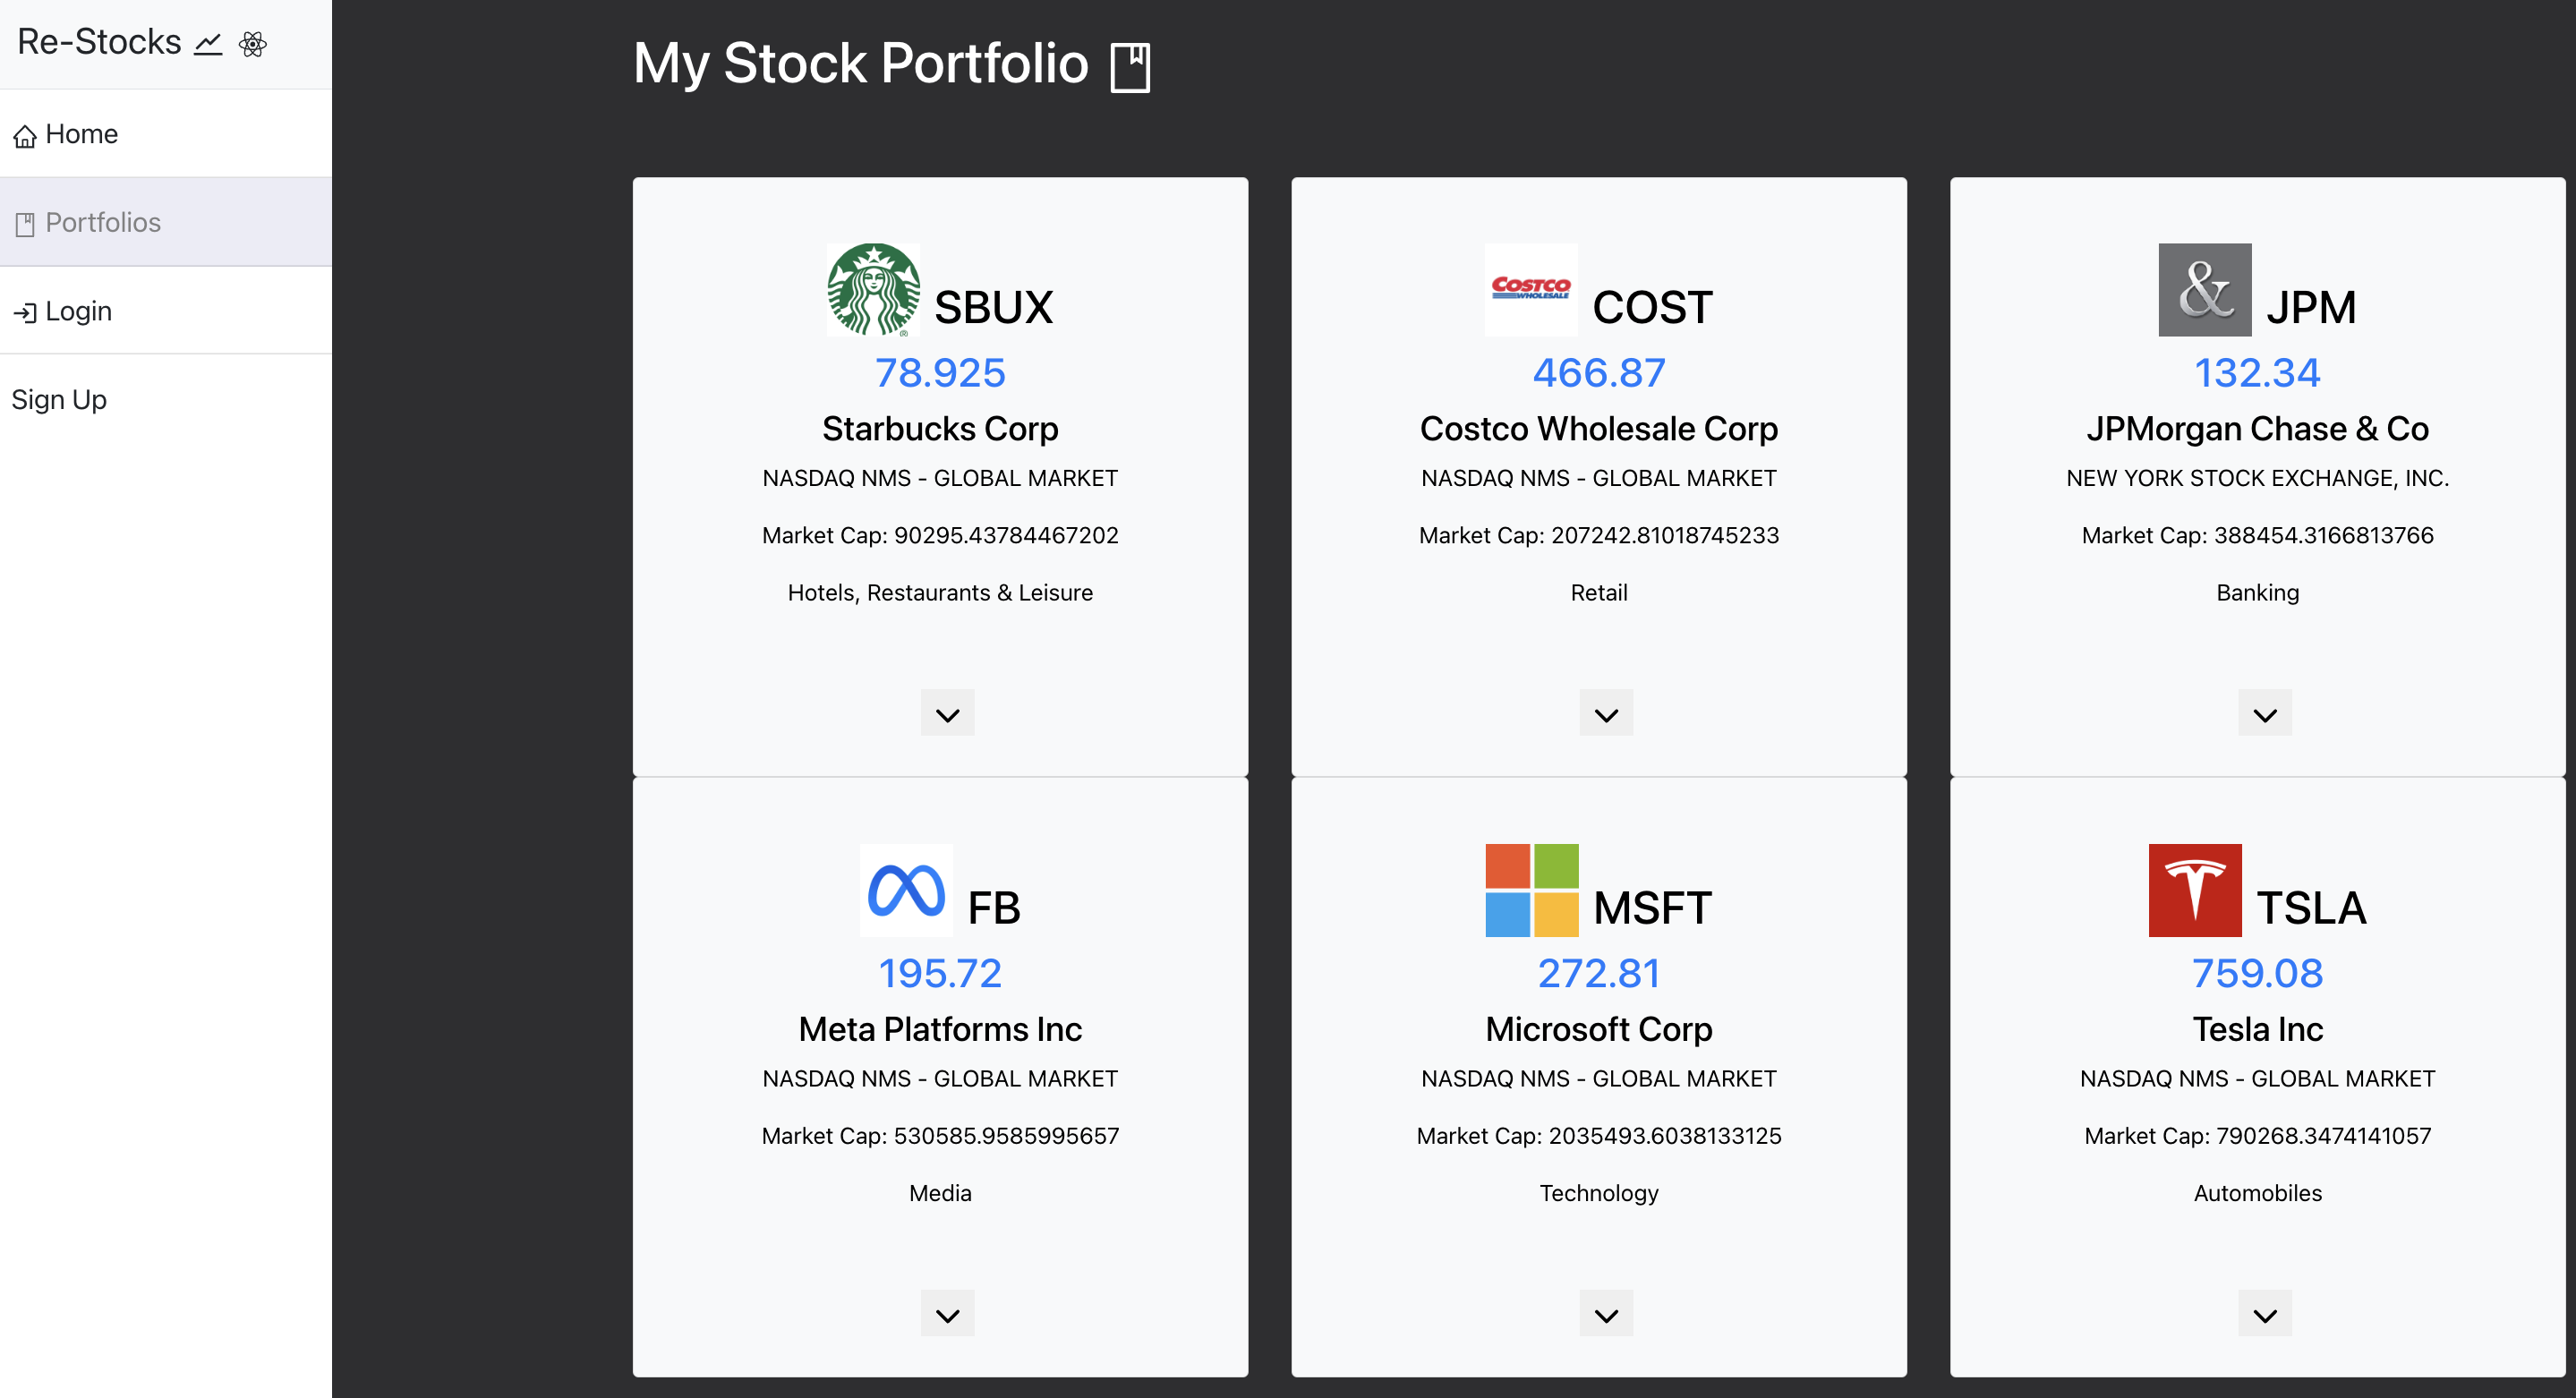 Re-Stocks
Home
Portfolios
Login
Sign Up
My Stock Portfolio
SBUX
78.925
Starbucks Corp
NASDAQ NMS - GLOBAL MARKET
Market Cap: 90295.43784467202
Hotels, Restaurants & Leisure
COSTCO
WHOLESALE
COST
466.87
Costco Wholesale Corp
NASDAQ NMS - GLOBAL MARKET
Market Cap: 207242.81018745233
Retail
&
JPM
132.34
JPMorgan Chase & Co
NEW YORK STOCK EXCHANGE, INC.
Market Cap: 388454.3166813766
Banking
FB
195.72
Meta Platforms Inc
NASDAQ NMS - GLOBAL MARKET
Market Cap: 530585.9585995657
Media
MSFT
272.81
Microsoft Corp
NASDAQ NMS - GLOBAL MARKET
Market Cap: 2035493.6038133125
Technology
TSLA
759.08
Tesla Inc
NASDAQ NMS - GLOBAL MARKET
Market Cap: 790268.3474141057
Automobiles